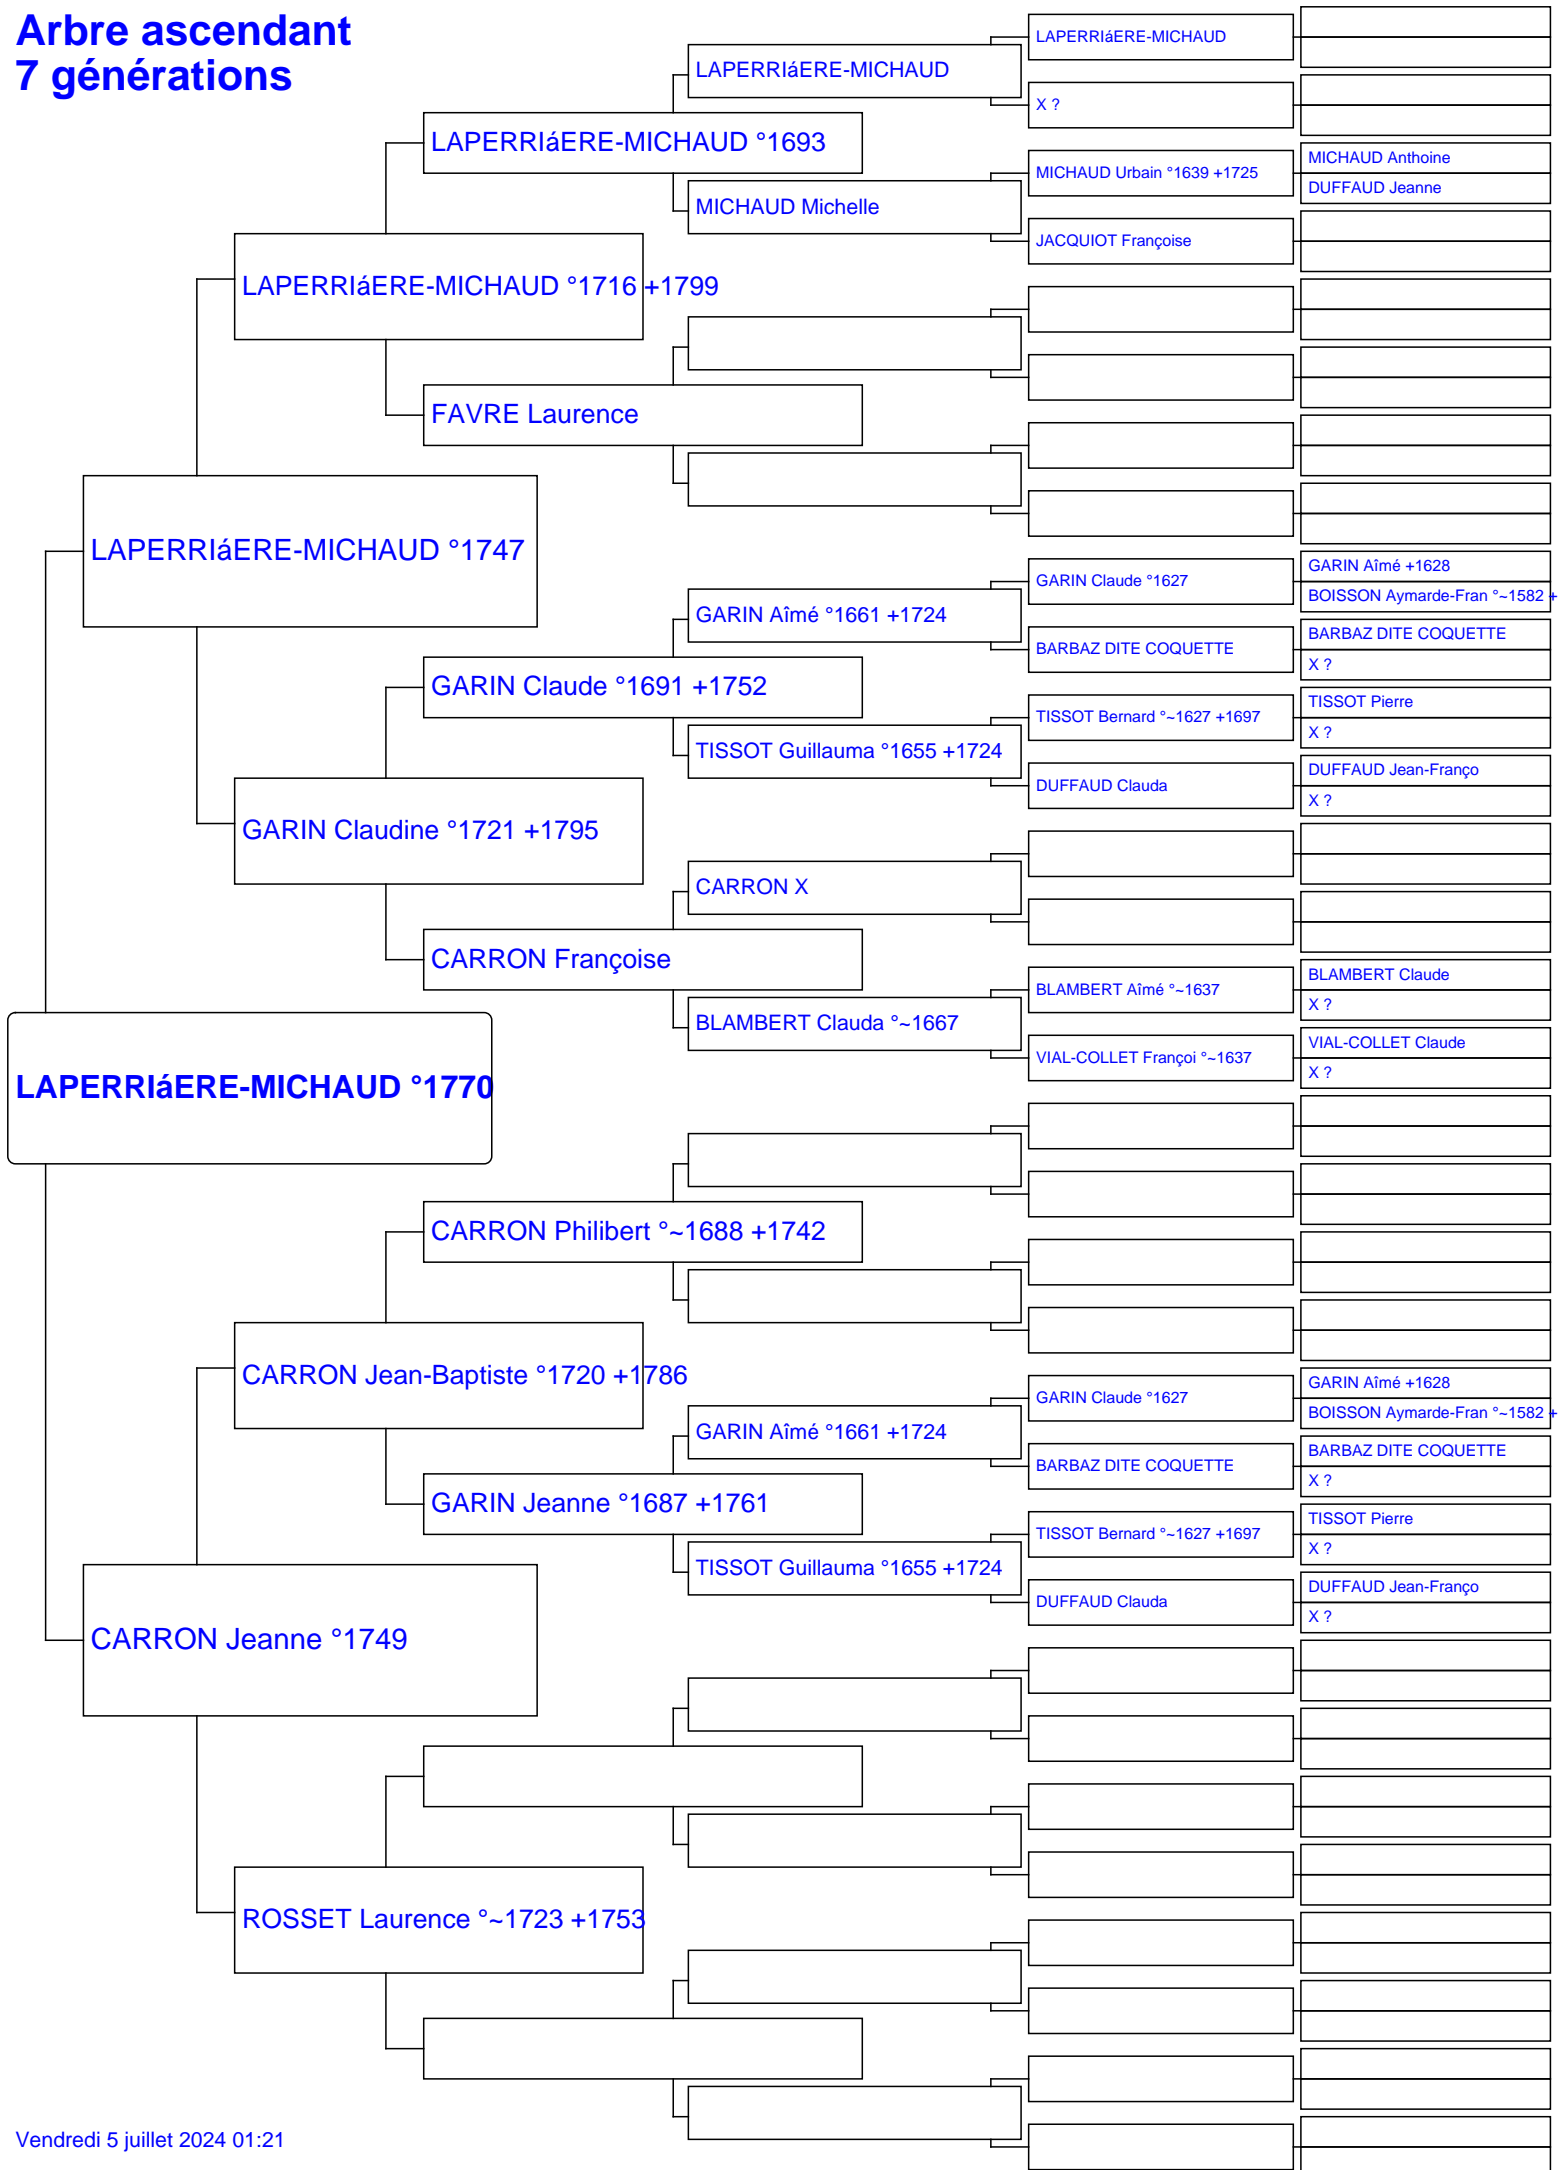 Arbre ascendant
7 générations
LAPERRIáERE-MICHAUD
LAPERRIáERE-MICHAUD
X ?
LAPERRIáERE-MICHAUD °1693
MICHAUD Anthoine
MICHAUD Urbain °1639 +1725
DUFFAUD Jeanne
MICHAUD Michelle
JACQUIOT Françoise
LAPERRIáERE-MICHAUD °1716 +1799
FAVRE Laurence
LAPERRIáERE-MICHAUD °1747
GARIN Aîmé +1628
GARIN Claude °1627
BOISSON Aymarde-Fran °~1582 +
GARIN Aîmé °1661 +1724
BARBAZ DITE COQUETTE
BARBAZ DITE COQUETTE
X ?
GARIN Claude °1691 +1752
TISSOT Pierre
TISSOT Bernard °~1627 +1697
X ?
TISSOT Guillauma °1655 +1724
DUFFAUD Jean-Franço
DUFFAUD Clauda
X ?
GARIN Claudine °1721 +1795
CARRON X
CARRON Françoise
BLAMBERT Claude
BLAMBERT Aîmé °~1637
X ?
BLAMBERT Clauda °~1667
VIAL-COLLET Claude
VIAL-COLLET Françoi °~1637
X ?
LAPERRIáERE-MICHAUD °1770
CARRON Philibert °~1688 +1742
CARRON Jean-Baptiste °1720 +1786
GARIN Aîmé +1628
GARIN Claude °1627
BOISSON Aymarde-Fran °~1582 +
GARIN Aîmé °1661 +1724
BARBAZ DITE COQUETTE
BARBAZ DITE COQUETTE
X ?
GARIN Jeanne °1687 +1761
TISSOT Pierre
TISSOT Bernard °~1627 +1697
X ?
TISSOT Guillauma °1655 +1724
DUFFAUD Jean-Franço
DUFFAUD Clauda
X ?
CARRON Jeanne °1749
ROSSET Laurence °~1723 +1753
Vendredi 5 juillet 2024 01:21